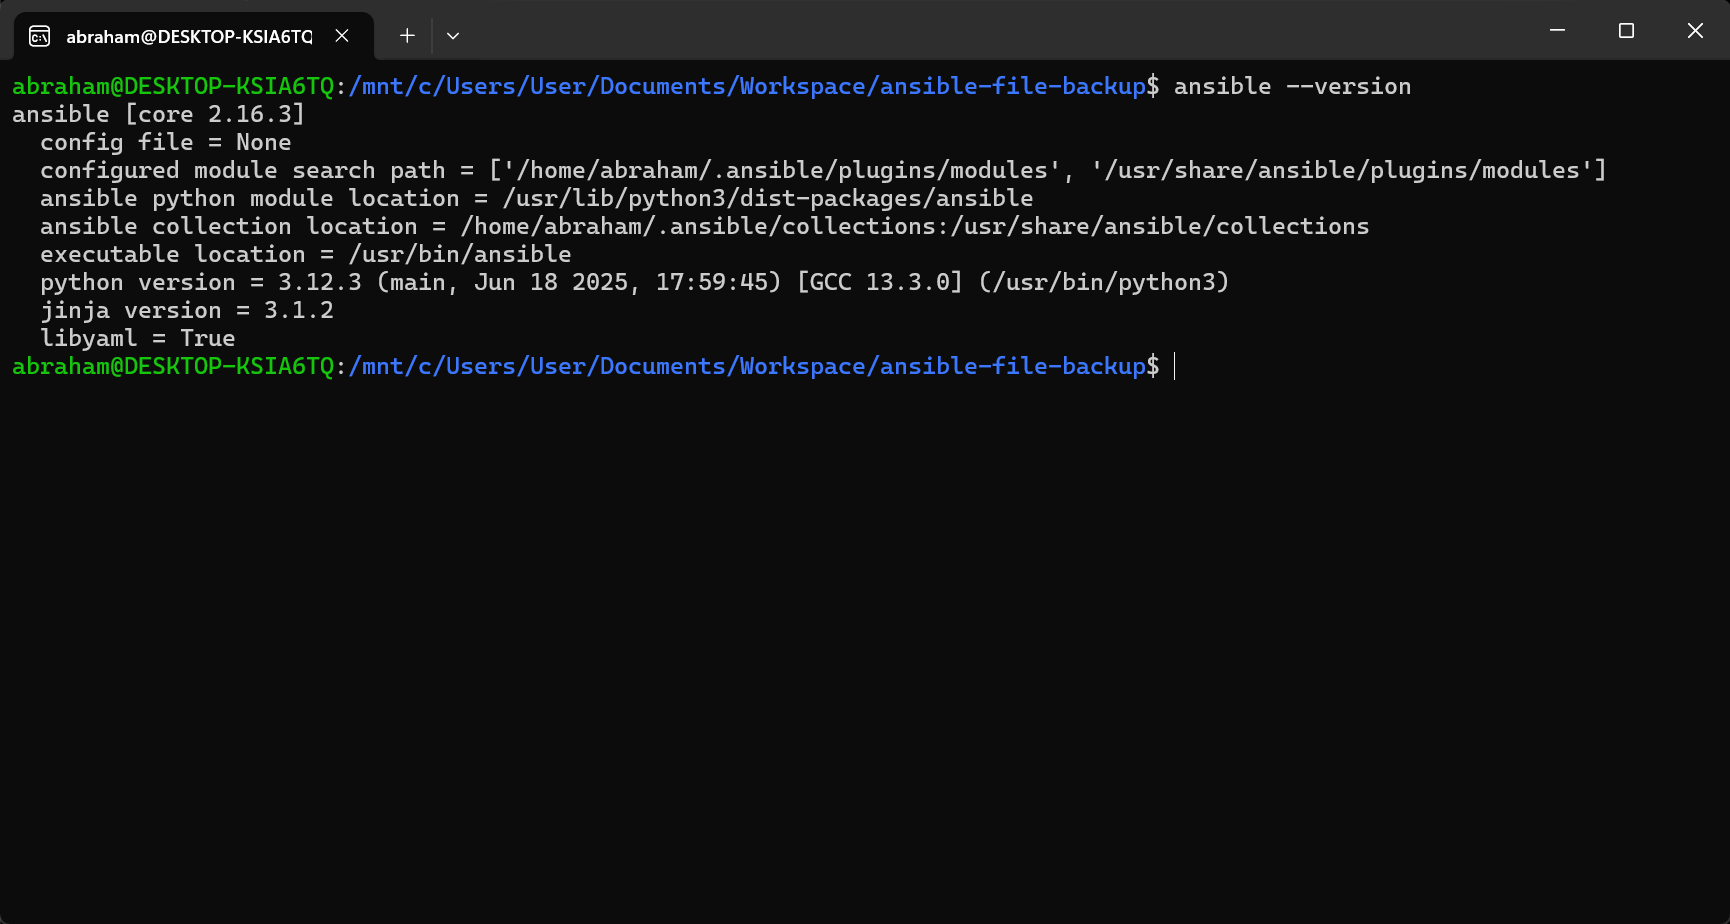 abraham@DESKTOP-KSIA6TQ
abraham@DESKTOP-KSIA6TQ:/mnt/c/Users/User/Documents/Workspace/ansible-file-backup$ ansible --version
ansible [core 2.16.3]
  config file = None
  configured module search path = ['/home/abraham/.ansible/plugins/modules', '/usr/share/ansible/plugins/modules']
  ansible python module location = /usr/lib/python3/dist-packages/ansible
  ansible collection location = /home/abraham/.ansible/collections:/usr/share/ansible/collections
  executable location = /usr/bin/ansible
  python version = 3.12.3 (main, Jun 18 2025, 17:59:45) [GCC 13.3.0] (/usr/bin/python3)
  jinja version = 3.1.2
  libyaml = True
abraham@DESKTOP-KSIA6TQ:/mnt/c/Users/User/Documents/Workspace/ansible-file-backup$